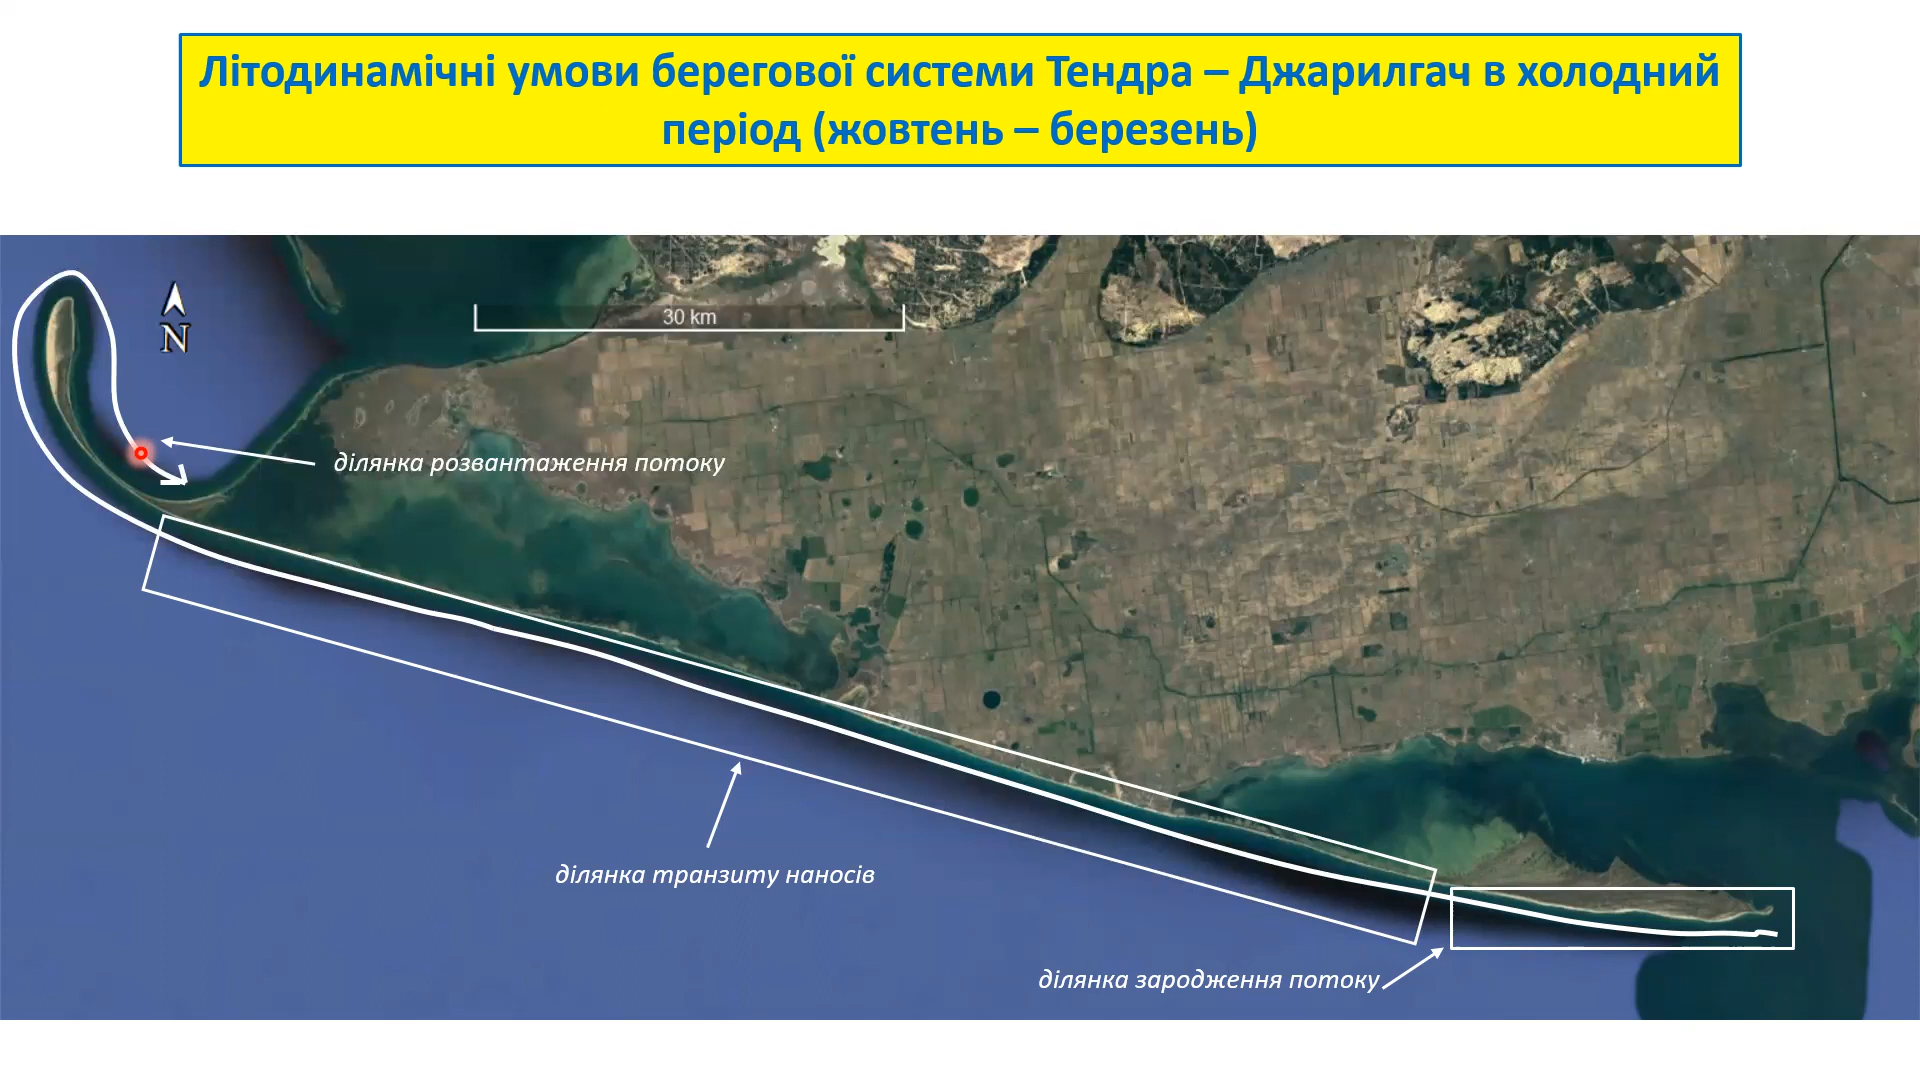 Літодинамічні умови берегової системи Тендра – Джарилгач в холодний
період (жовтень – березень)
N
30 km
ділянка розвантаження потоку
ділянка транзиту наносів
ділянка зародження потоку